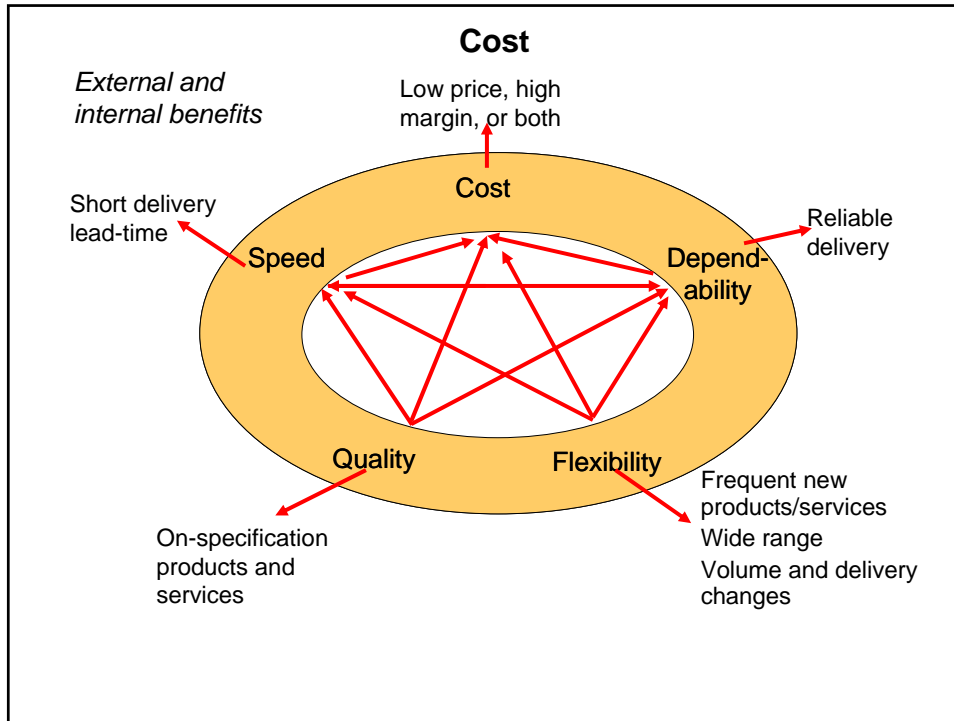 Cost
External and
internal benefits
Low price, high
margin, or both
Cost
Short delivery
lead-time
Speed
Depend-
ability
Reliable
delivery
Quality
Flexibility
On-specification
products and
services
Frequent new
products/services
Wide range
Volume and delivery
changes